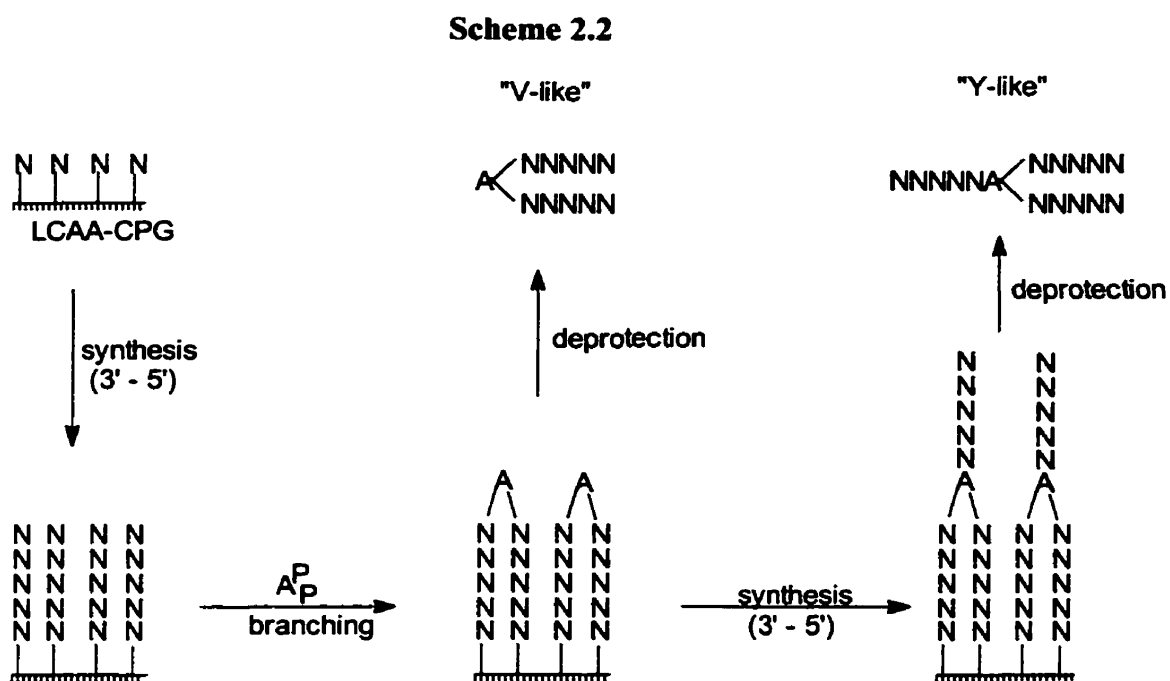 Scheme 2.2
"V-like"
"Y-like"
N N N N
LCAA-CPG
A NNNNN
NNNNN
NNNNNA NNNNN
NNNNN
synthesis
(3' - 5')
deprotection
deprotection
N N
N N
N N
N N
N N
A A
A A
N N N N
N N N N
N N N N
N N N N
N N N N
A P
P
branching
N N N N
N N N N
N N N N
N N N N
N N N N
synthesis
(3' - 5')
N N N N
N N N N
N N N N
N N N N
N N N N